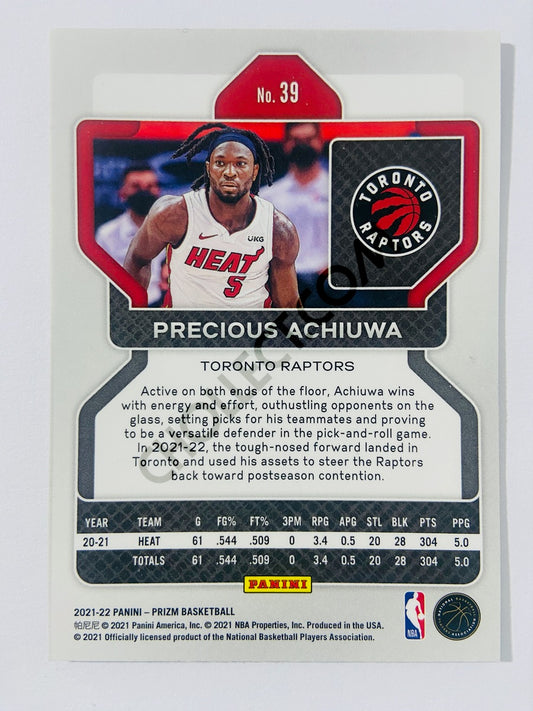 No. 39
TORONTO
RAPTORS
UKG
HEAT
5
PRECIOUS ACHIUWA
TORONTO RAPTORS
Active on both ends of the floor, Achiuwa wins
with energy and effort, outhustling opponents on the
glass, setting picks for his teammates and proving
to be a versatile defender in the pick-and-roll game.
In 2021-22, the tough-nosed forward landed in
Toronto and used his assets to steer the Raptors
back toward postseason contention.
YEAR TEAM G FG% FT% 3PM RPG APG STL BLK PTS PPG
20-21 HEAT 61 .544 .509 0 3.4 0.5 20 28 304 5.0
TOTALS 61 .544 .509 0 3.4 0.5 20 28 304 5.0
PANINI
2021-22 PANINI – PRIZM BASKETBALL
帕尼尼 © 2021 Panini America, Inc. © 2021 NBA Properties, Inc. Produced in the USA.
© 2021 Officially licensed product of the National Basketball Players Association.
NBA